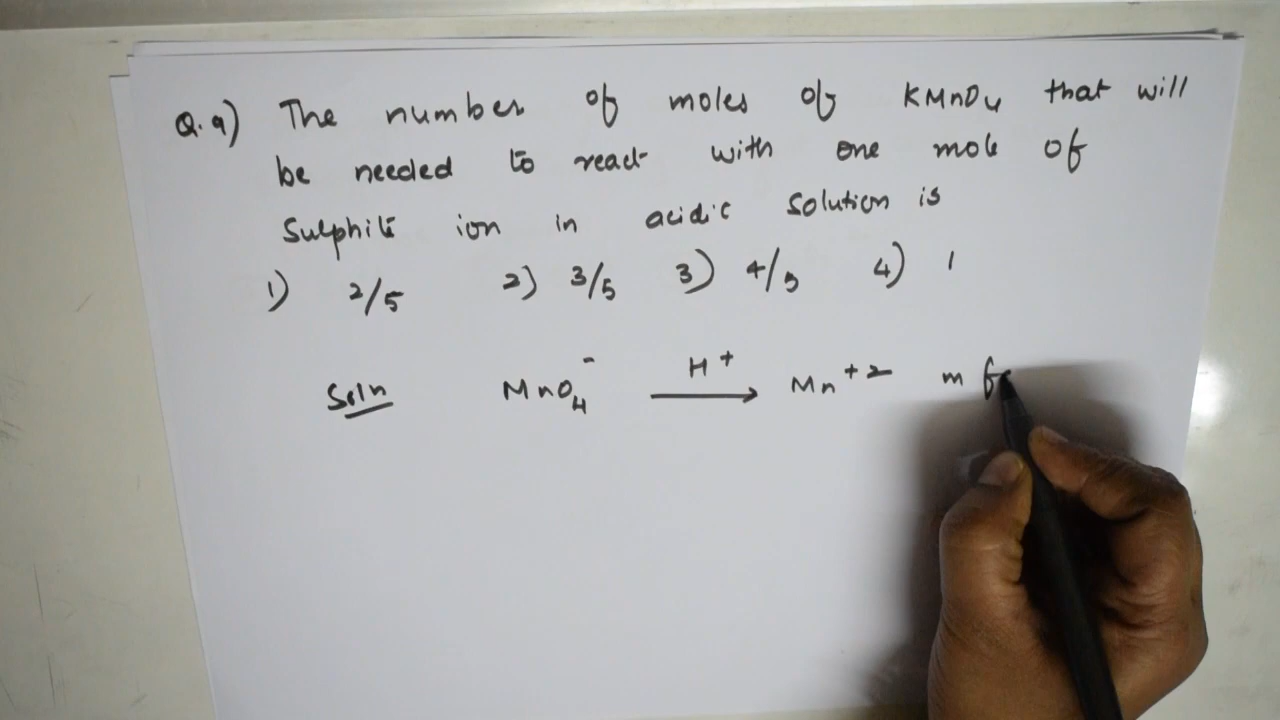 Q.9) The number of moles of KMnO4 that will
be needed to react with one mole of
Sulphite ion in acidic solution is
1) 2/5 2) 3/5 3) 4/5 4) 1
Soln MnO4⁻ H⁺ → Mn⁺² m